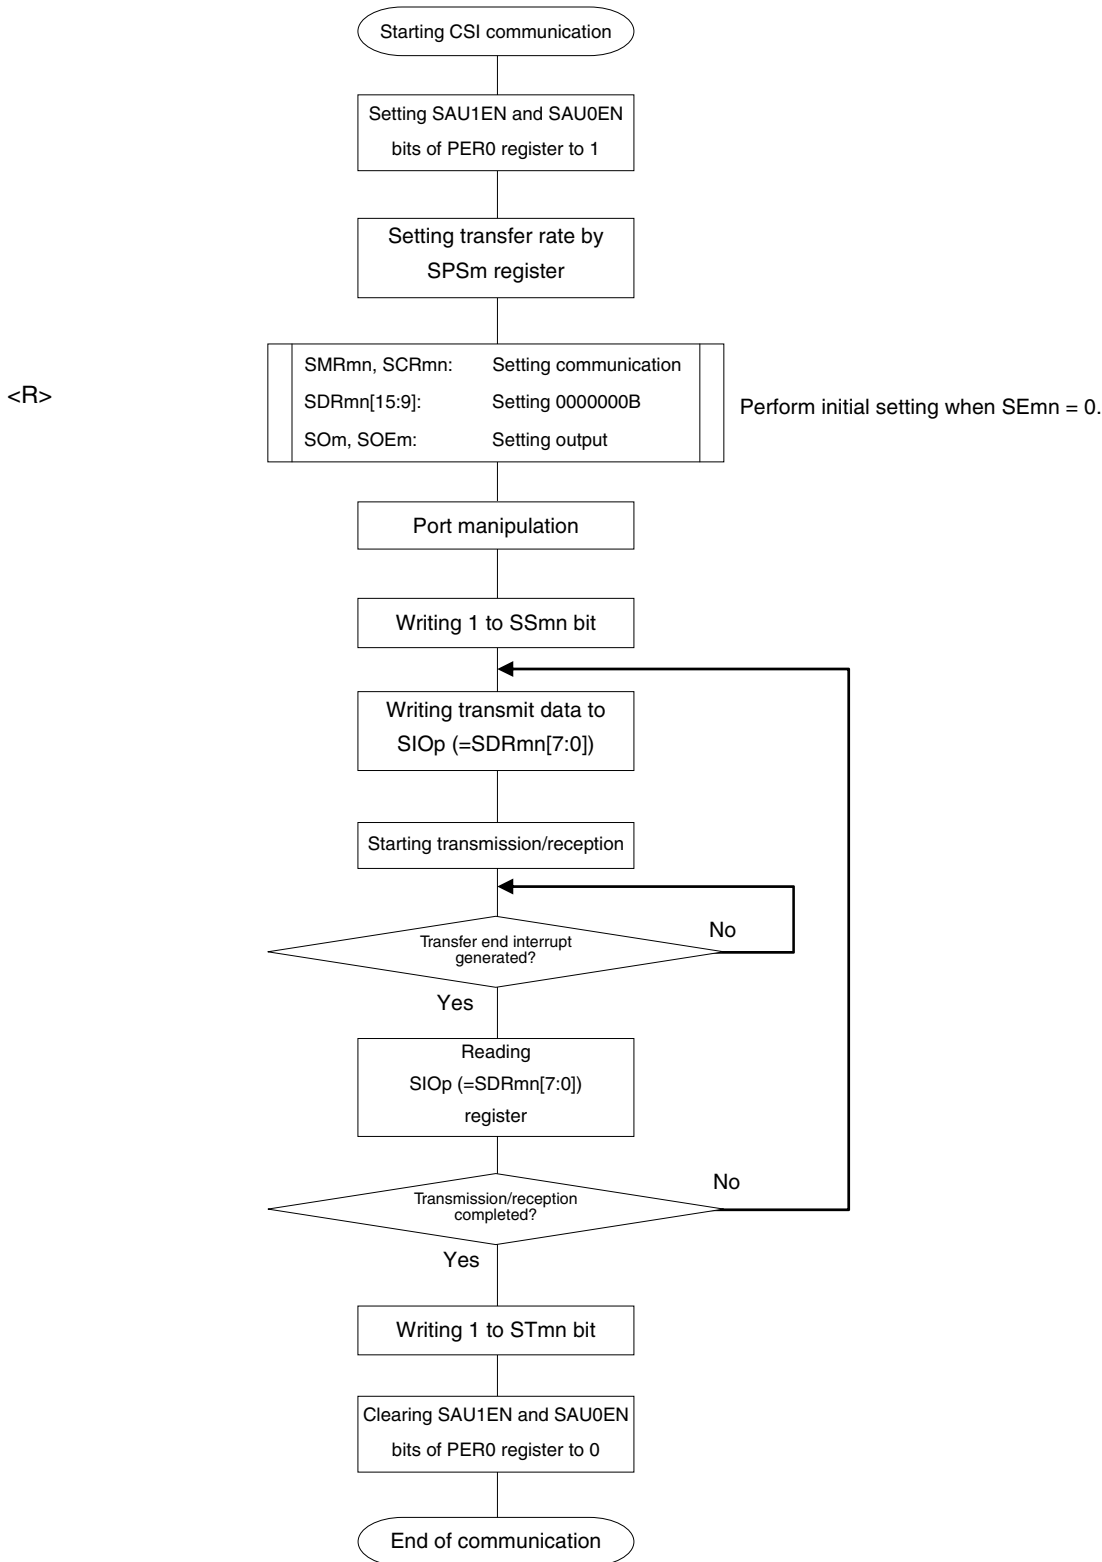 Starting CSI communication
Setting SAU1EN and SAU0EN
bits of PER0 register to 1
Setting transfer rate by
SPSm register
<R>
SMRmn, SCRmn: Setting communication
SDRmn[15:9]: Setting 0000000B
SOm, SOEm: Setting output
Perform initial setting when SEmn = 0.
Port manipulation
Writing 1 to SSmn bit
Writing transmit data to
SIOp (=SDRmn[7:0])
Starting transmission/reception
Transfer end interrupt
generated?
No
Yes
Reading
SIOp (=SDRmn[7:0])
register
Transmission/reception
completed?
No
Yes
Writing 1 to STmn bit
Clearing SAU1EN and SAU0EN
bits of PER0 register to 0
End of communication